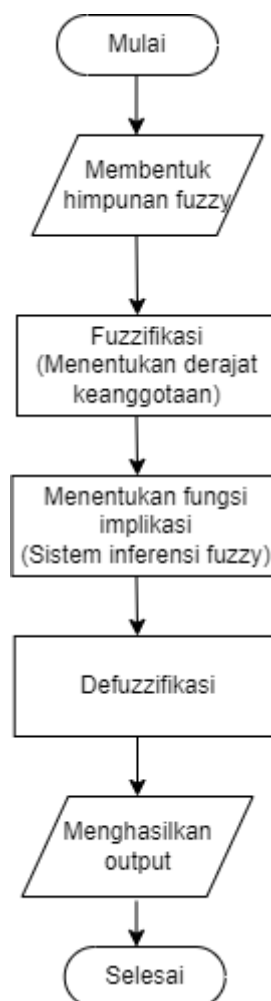 Mulai
Membentuk
himpunan fuzzy
Fuzzifikasi
(Menentukan derajat
keanggotaan)
Menentukan fungsi
implikasi
(Sistem inferensi fuzzy)
Defuzzifikasi
Menghasilkan
output
Selesai